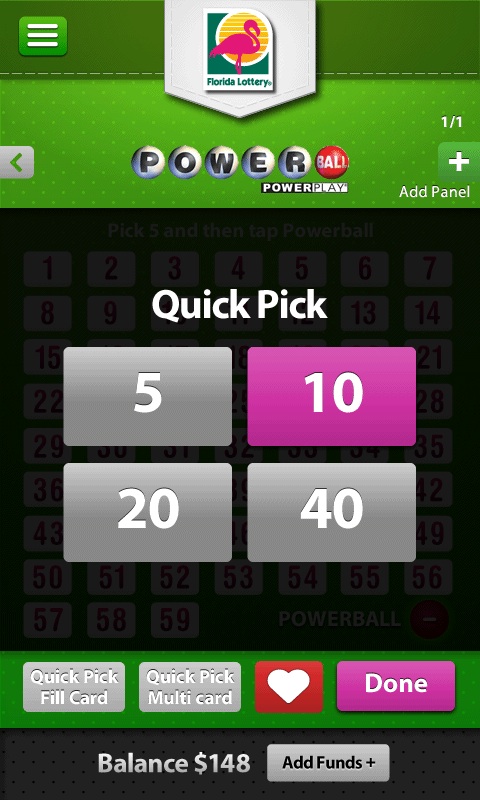 Florida Lottery®
1/1
POWERBALL
POWERPLAY
Add Panel
Pick 5 and then tap Powerball
1 2 3 4 5 6 7
8 9 13 14
Quick Pick
15 21
5 10
22 28
29 30 31 32 33 34 35
36 42
20 40
43 49
50 51 52 53 54 55 56
57 58 59 POWERBALL
Quick Pick Fill Card
Quick Pick Multi card
Done
Balance $148
Add Funds +